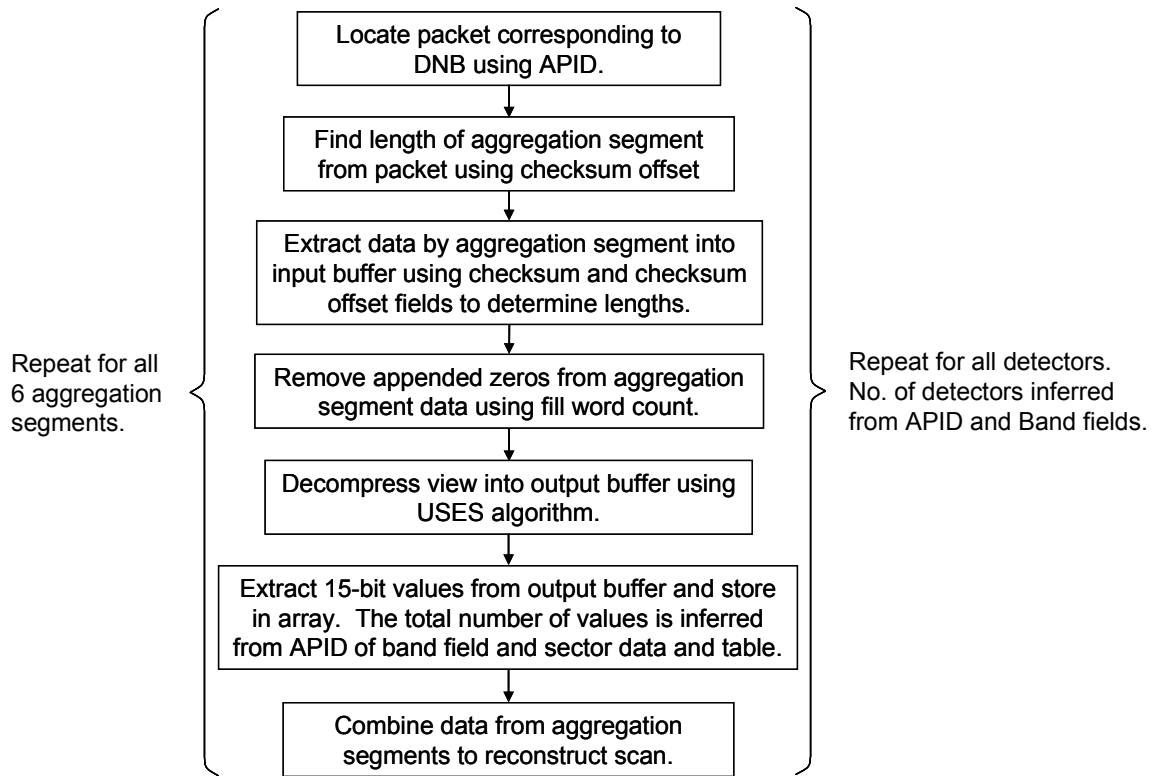 Locate packet corresponding to
DNB using APID.
Find length of aggregation segment
from packet using checksum offset
Extract data by aggregation segment into
input buffer using checksum and checksum
offset fields to determine lengths.
Repeat for all
6 aggregation
segments.
Repeat for all detectors.
No. of detectors inferred
from APID and Band fields.
Remove appended zeros from aggregation
segment data using fill word count.
Decompress view into output buffer using
USES algorithm.
Extract 15-bit values from output buffer and store
in array.  The total number of values is inferred
from APID of band field and sector data and table.
Combine data from aggregation
segments to reconstruct scan.